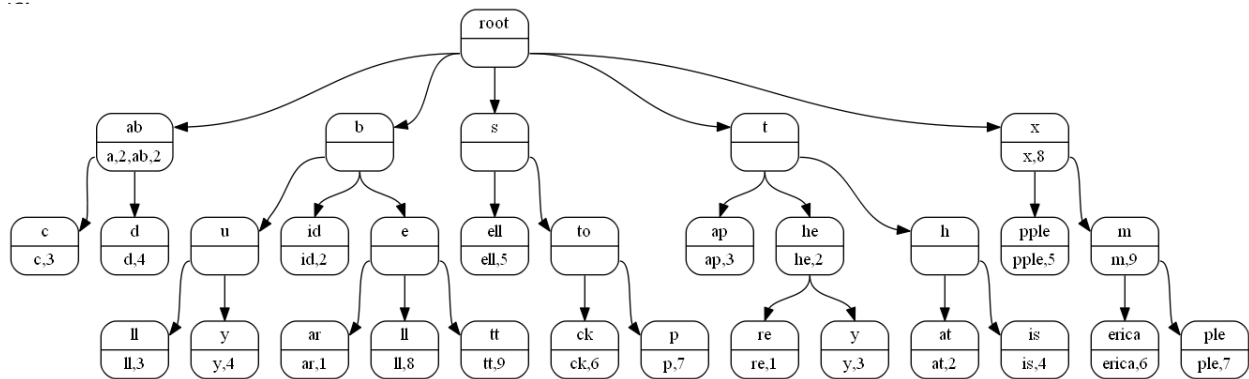 root
ab
a,2,ab,2
b
s
t
x
x,8
c
c,3
d
d,4
u
id
id,2
e
ell
ell,5
to
ap
ap,3
he
he,2
h
pple
pple,5
m
m,9
ll
ll,3
y
y,4
ar
ar,1
ll
ll,8
tt
tt,9
ck
ck,6
p
p,7
re
re,1
y
y,3
at
at,2
is
is,4
erica
erica,6
ple
ple,7